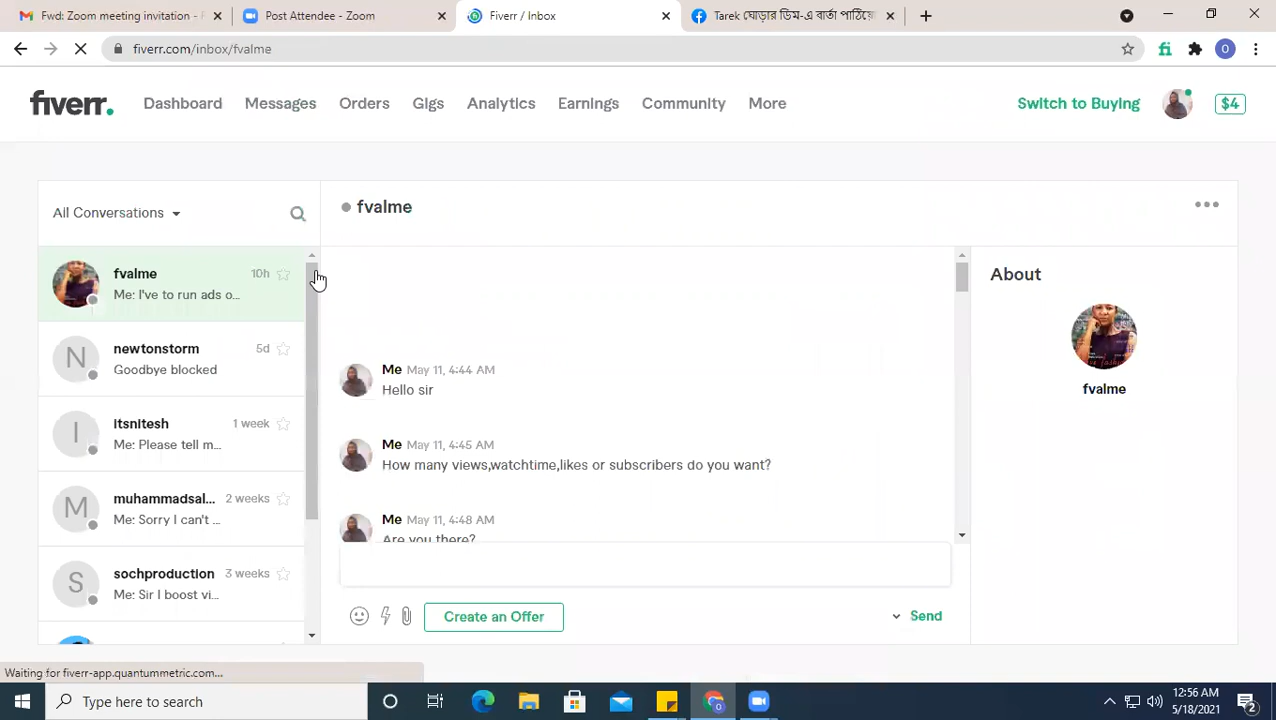 Fwd: Zoom meeting invitation - F
Post Attendee - Zoom
Fiverr / Inbox
Tarek ঘোড়ার ডিম-এ বার্তা পাঠিয়ে
fiverr.com/inbox/fvalme
O
fiverr.
Dashboard
Messages
Orders
Gigs
Analytics
Earnings
Community
More
Switch to Buying
$4
All Conversations
fvalme
10h
Me: I've to run ads o...
N
newtonstorm
5d
Goodbye blocked
I
itsnitesh
1 week
Me: Please tell m...
M
muhammadsal...
2 weeks
Me: Sorry I can't ...
S
sochproduction
3 weeks
Me: Sir I boost vi...
fvalme
Me May 11, 4:44 AM
Hello sir
Me May 11, 4:45 AM
How many views,watchtime,likes or subscribers do you want?
Me May 11, 4:48 AM
Are you there?
Create an Offer
Send
About
fvalme
Waiting for fiverr-app.quantummetric.com...
Type here to search
12:56 AM
5/18/2021
2